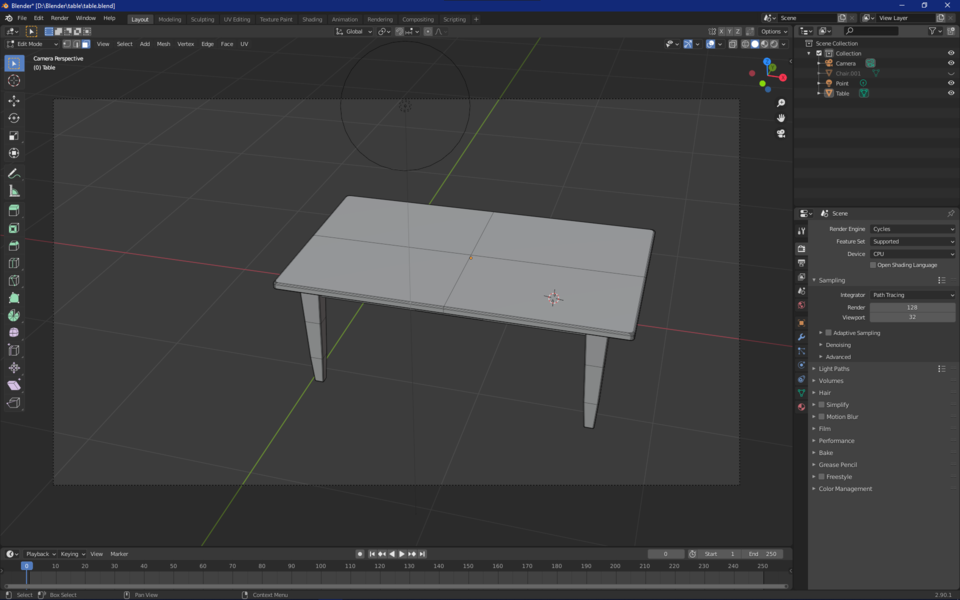 Blender* [D:\Blender\table\table.blend]
File Edit Render Window Help Layout Modeling Sculpting UV Editing Texture Paint Shading Animation Rendering Compositing Scripting + Scene View Layer
Global Options
Edit Mode View Select Add Mesh Vertex Edge Face UV
X Y Z
Camera Perspective
(0) Table
Scene Collection
Collection
Camera
Chair.001
Point
Table
Scene
Render Engine Cycles
Feature Set Supported
Device CPU
Open Shading Language
Sampling
Integrator Path Tracing
Render 128
Viewport 32
Adaptive Sampling
Denoising
Advanced
Light Paths
Volumes
Hair
Simplify
Motion Blur
Film
Performance
Bake
Grease Pencil
Freestyle
Color Management
Playback Keying View Marker 0 Start 1 End 250
0 10 20 30 40 50 60 70 80 90 100 110 120 130 140 150 160 170 180 190 200 210 220 230 240 250
Select Box Select Pan View Context Menu 2.90.1